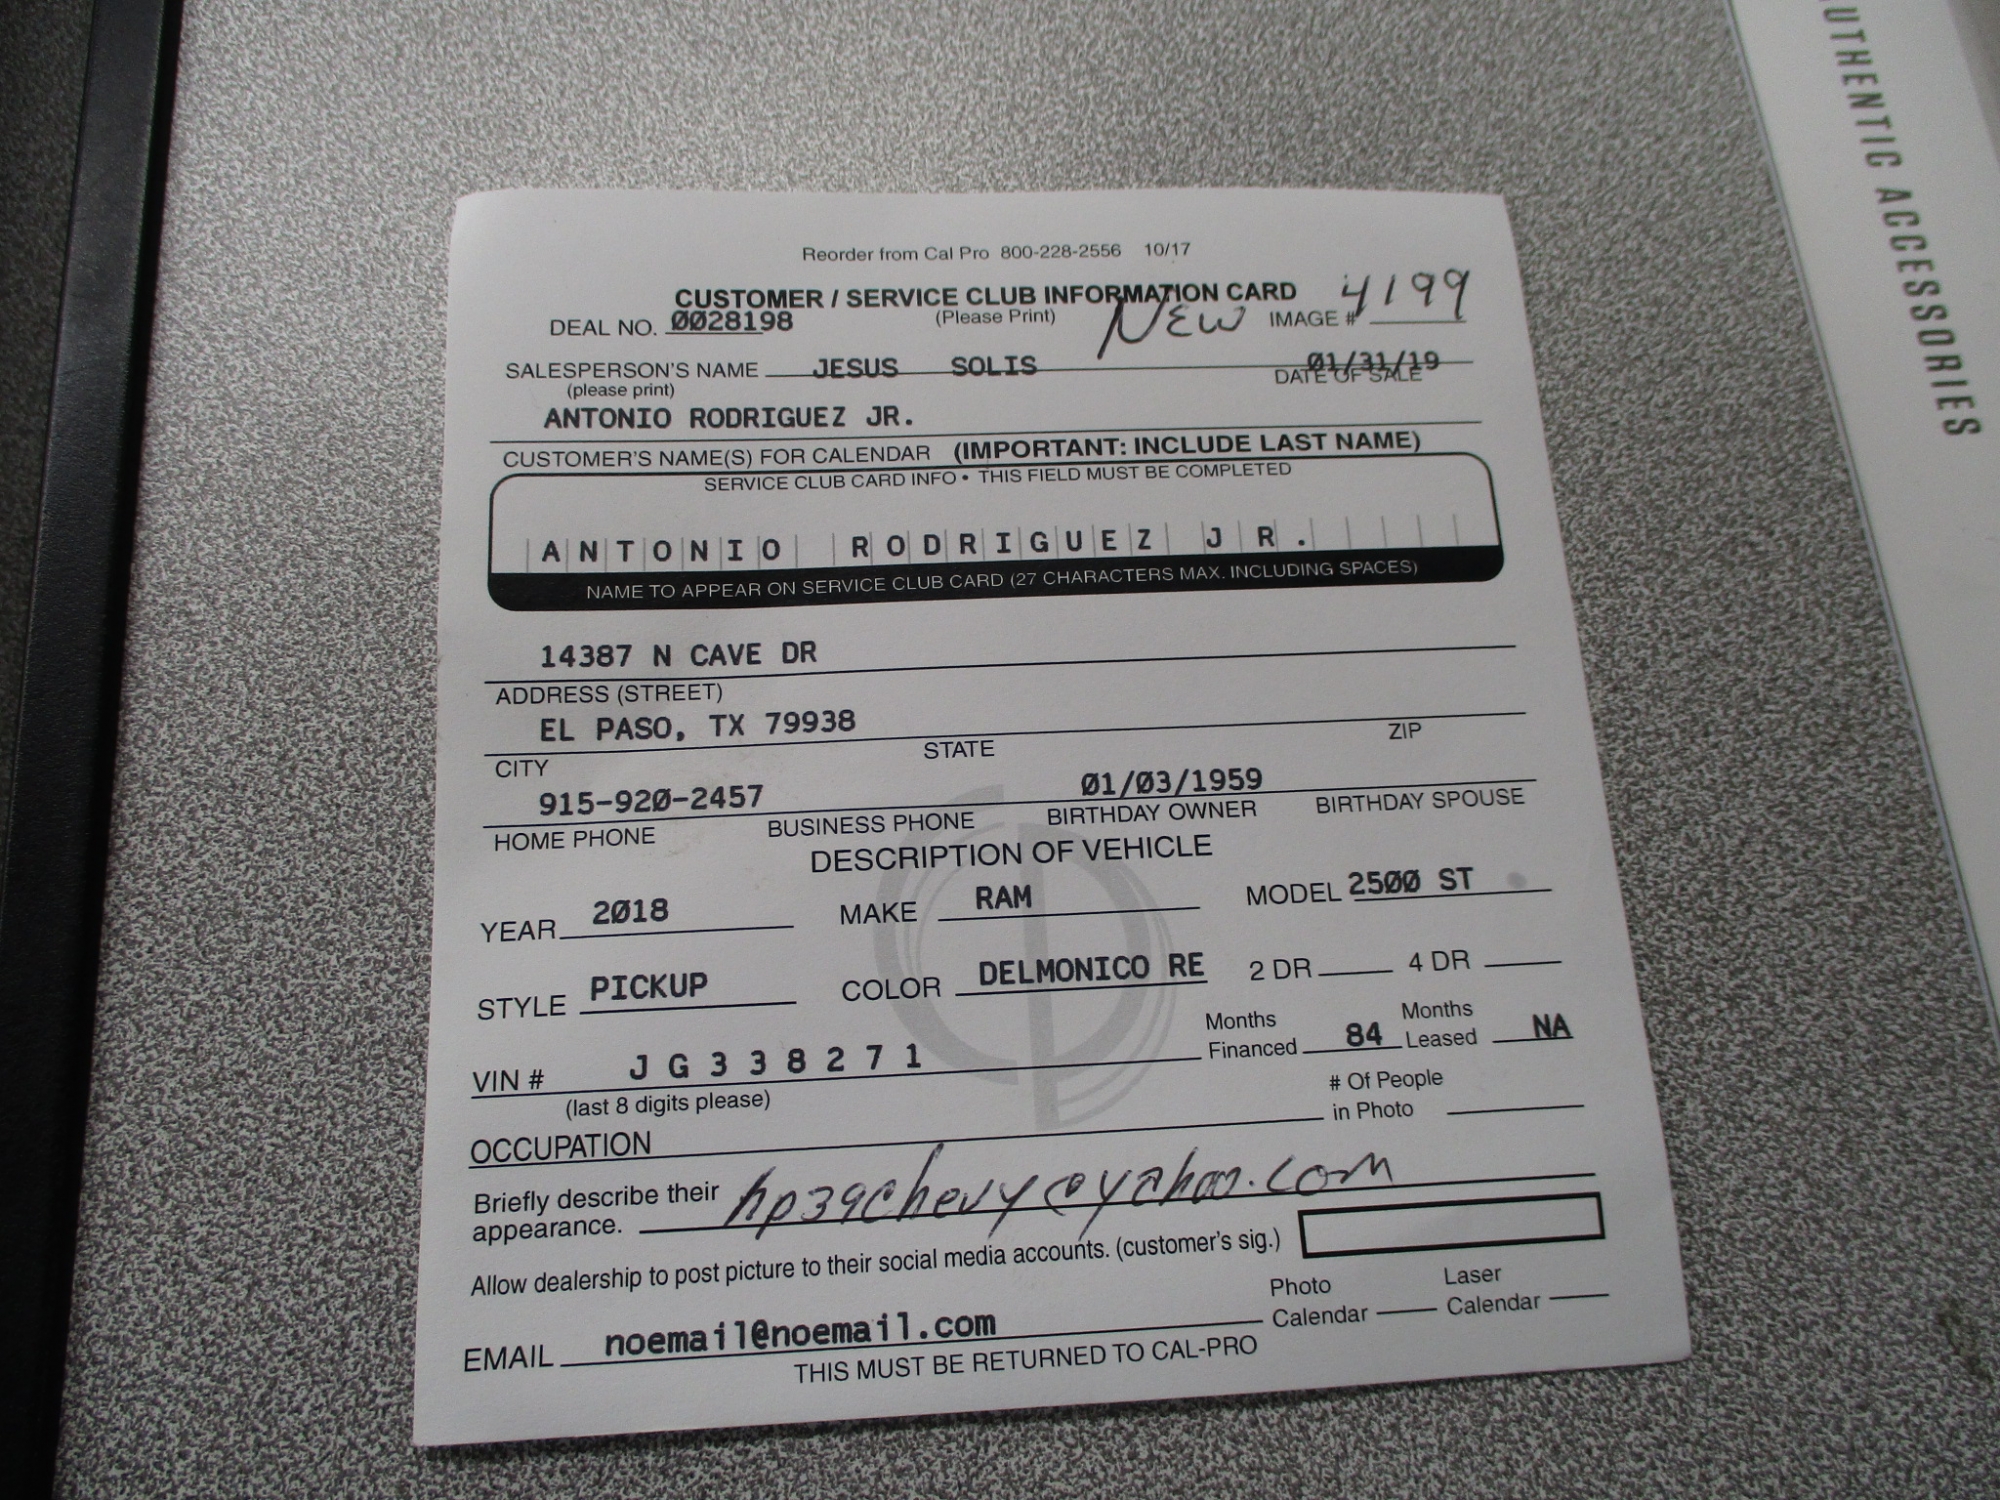 Reorder from Cal Pro 800-228-2556 10/17
CUSTOMER / SERVICE CLUB INFORMATION CARD 4199
DEAL NO. 0028198 (Please Print) NEW IMAGE #
SALESPERSON'S NAME JESUS SOLIS 01/31/19
(please print) DATE OF SALE
ANTONIO RODRIGUEZ JR.
CUSTOMER'S NAME(S) FOR CALENDAR (IMPORTANT: INCLUDE LAST NAME)
SERVICE CLUB CARD INFO • THIS FIELD MUST BE COMPLETED
ANTONIO RODRIGUEZ JR.
NAME TO APPEAR ON SERVICE CLUB CARD (27 CHARACTERS MAX. INCLUDING SPACES)
14387 N CAVE DR
ADDRESS (STREET)
EL PASO, TX 79938
CITY STATE ZIP
915-920-2457 01/03/1959
HOME PHONE BUSINESS PHONE BIRTHDAY OWNER BIRTHDAY SPOUSE
DESCRIPTION OF VEHICLE
YEAR 2018 MAKE RAM MODEL 2500 ST
STYLE PICKUP COLOR DELMONICO RE 2 DR 4 DR
VIN # JG338271 Months Financed 84 Months Leased NA
(last 8 digits please)
OCCUPATION # Of People in Photo
Briefly describe their appearance. hp39chevy@yahoo.com
Allow dealership to post picture to their social media accounts. (customer's sig.)
EMAIL noemail@noemail.com Photo Calendar Laser Calendar
THIS MUST BE RETURNED TO CAL-PRO
AUTHENTIC ACCESSORIES